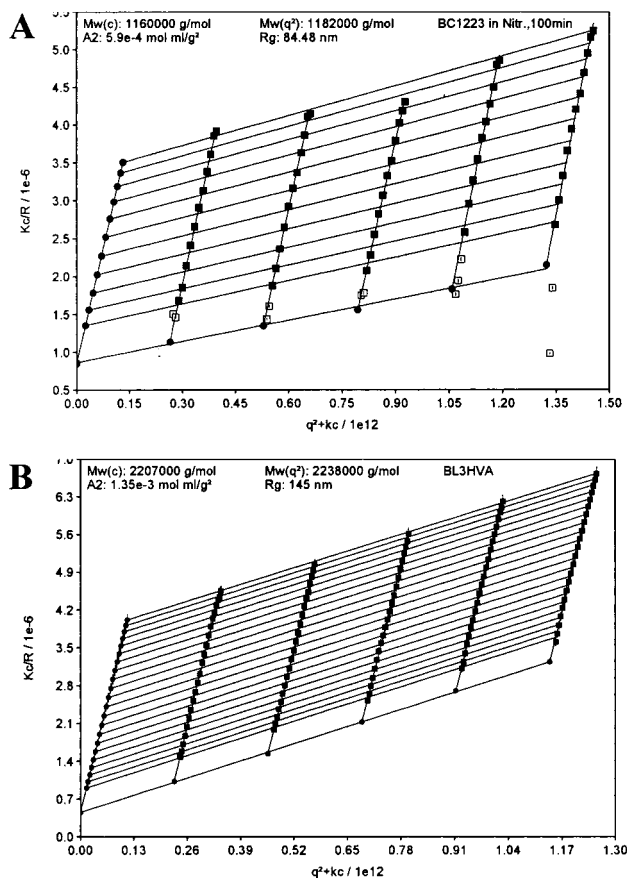 A
Mw(c): 1160000 g/mol Mw(q²): 1182000 g/mol BC1223 in Nitr.,100min
A2: 5.9e-4 mol ml/g² Rg: 84.48 nm
5.5
5.0
4.5
4.0
3.5
3.0
2.5
2.0
1.5
1.0
0.5
Kc/R / 1e-6
0.00 0.15 0.30 0.45 0.60 0.75 0.90 1.05 1.20 1.35 1.50
q²+kc / 1e12
B
Mw(c): 2207000 g/mol Mw(q²): 2238000 g/mol BL3HVA
A2: 1.35e-3 mol ml/g² Rg: 145 nm
7.0
6.3
5.6
4.9
4.2
3.5
2.8
2.1
1.4
0.7
0.0
Kc/R / 1e-6
0.00 0.13 0.26 0.39 0.52 0.65 0.78 0.91 1.04 1.17 1.30
q²+kc / 1e12